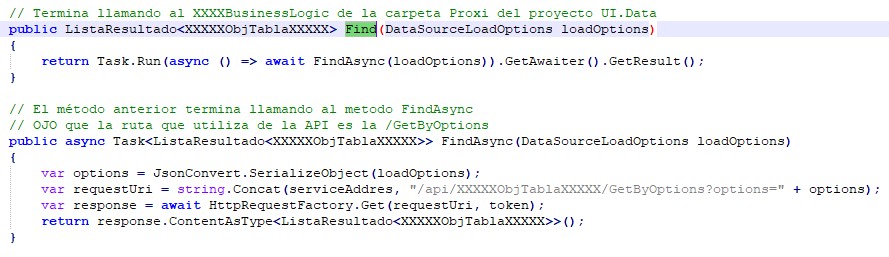 // Termina llamando al XXXXBusinessLogic de la carpeta Proxi del proyecto UI.Data
public ListaResultado<XXXXXObjTablaXXXXX> Find(DataSourceLoadOptions loadOptions)
{
return Task.Run(async () => await FindAsync(loadOptions)).GetAwaiter().GetResult();
}
// El método anterior termina llamando al metodo FindAsync
// OJO que la ruta que utiliza de la API es la /GetByOptions
public async Task<ListaResultado<XXXXXObjTablaXXXXX>> FindAsync(DataSourceLoadOptions loadOptions)
{
var options = JsonConvert.SerializeObject(loadOptions);
var requestUri = string.Concat(serviceAddres, "/api/XXXXXObjTablaXXXXX/GetByOptions?options=" + options);
var response = await HttpRequestFactory.Get(requestUri, token);
return response.ContentAsType<ListaResultado<XXXXXObjTablaXXXXX>>();
}